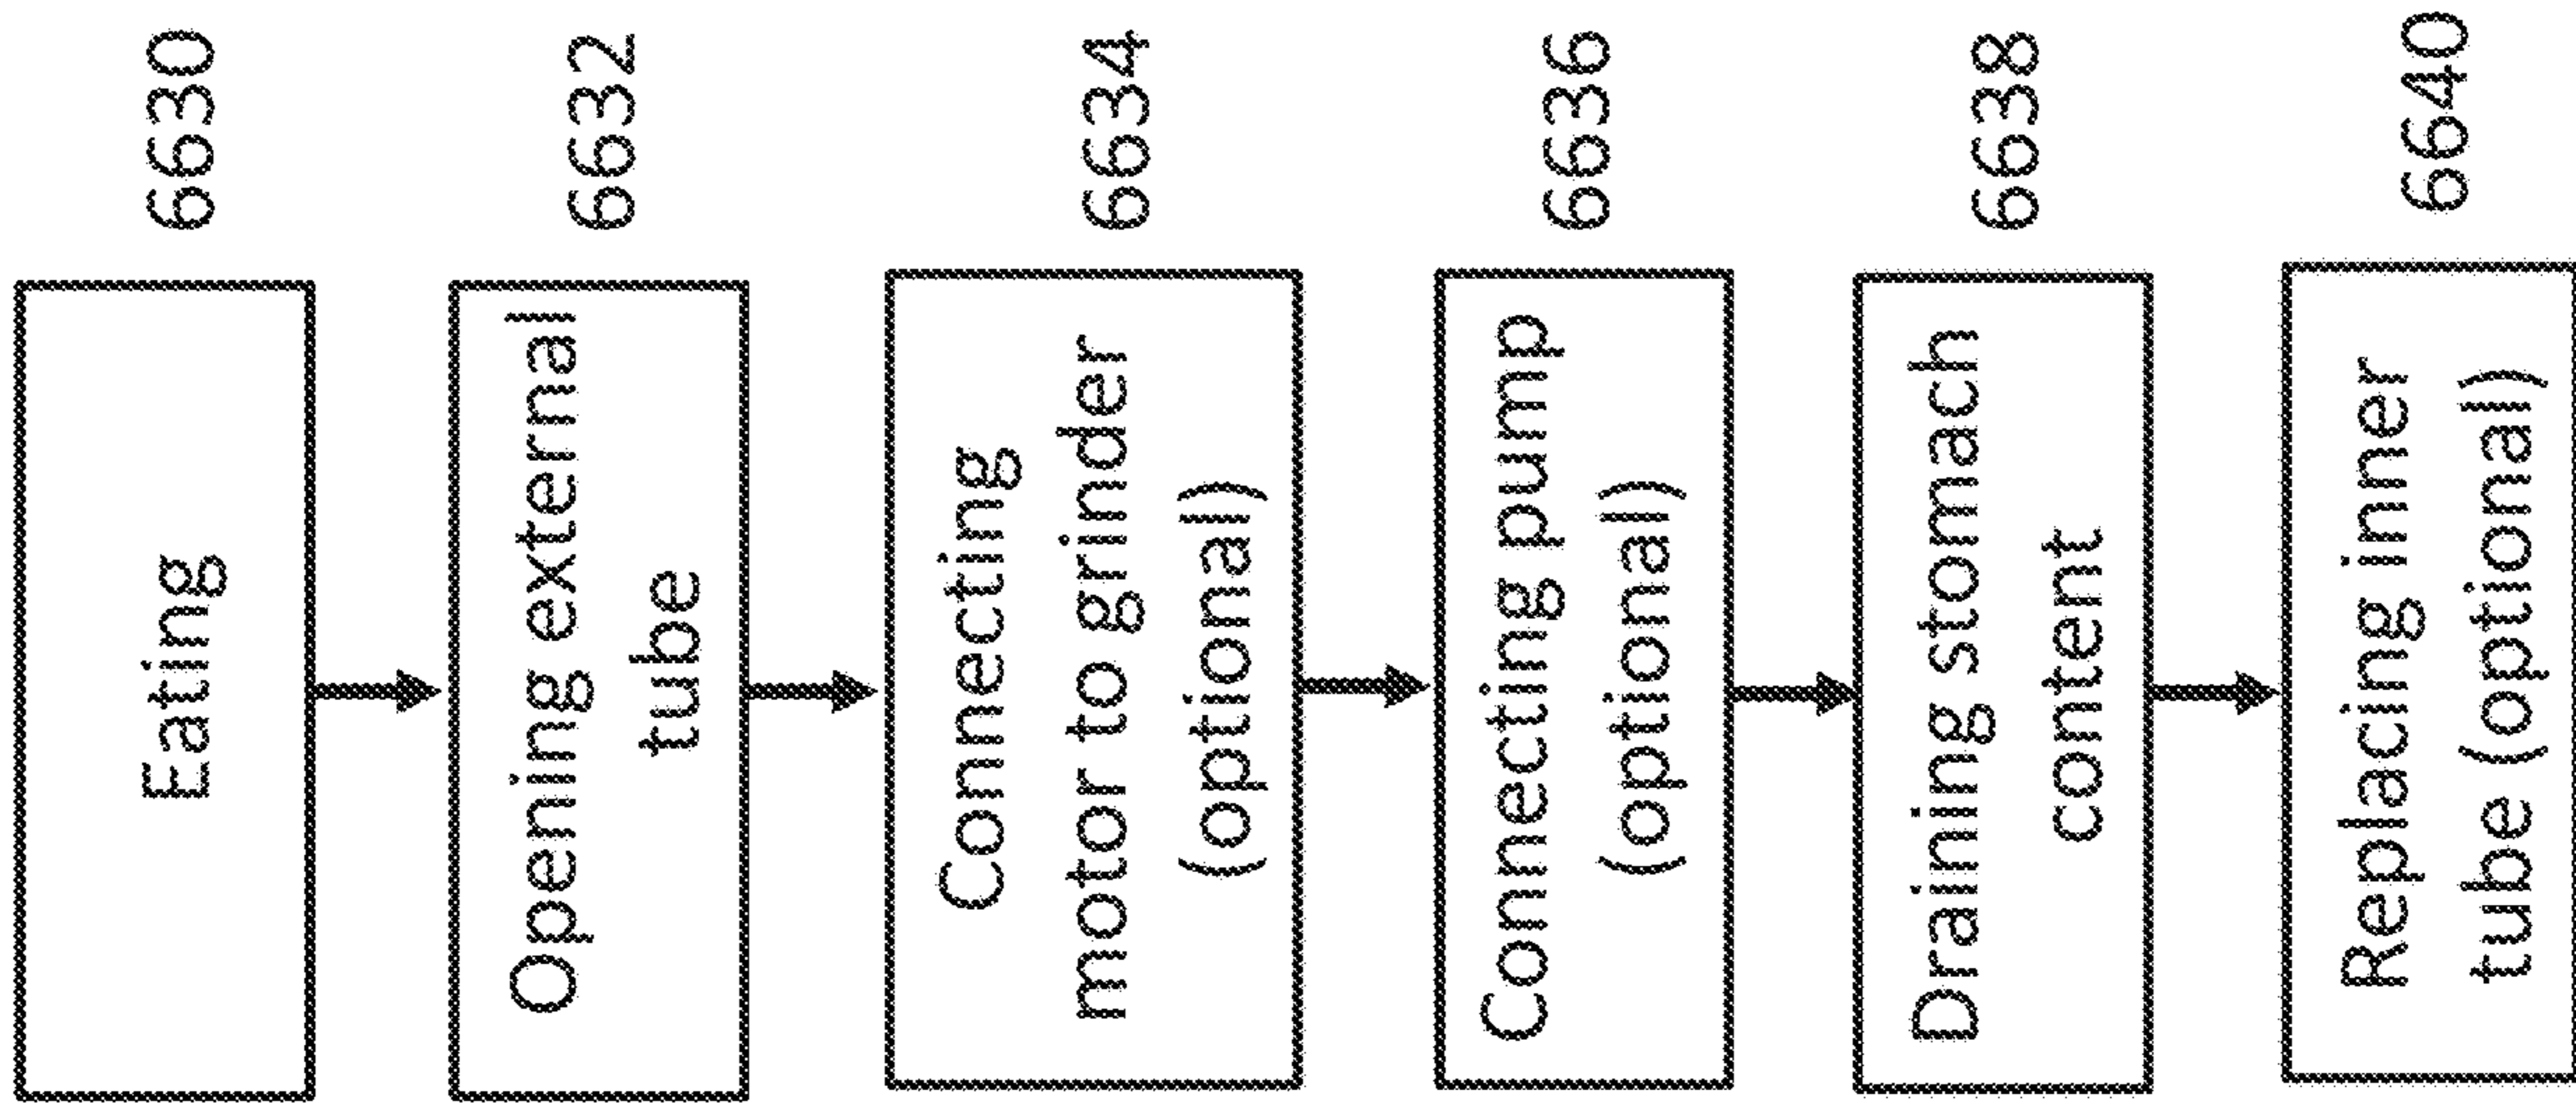 Eating
6630
Opening external
tube
6632
Connecting
motor to grinder
(optional)
6634
Connecting pump
(optional)
6636
Draining stomach
content
6638
Replacing inner
tube (optional)
6640